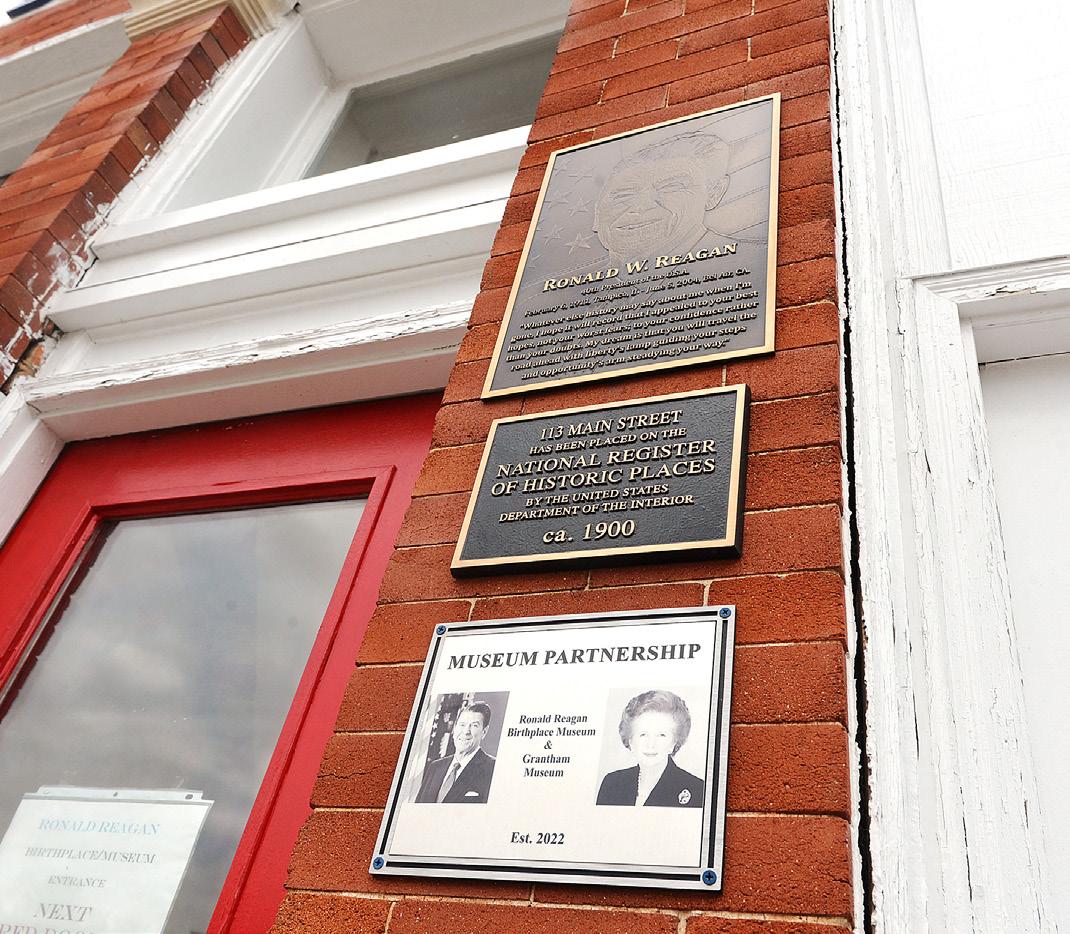 RONALD W. REAGAN
40th President of the U.S.A.
February 6, 1911, Tampico, IL - June 5, 2004, Bel Air, CA.
"Whatever else history may say about me when I'm
gone, I hope it will record that I appealed to your best
hopes, not your worst fears; to your confidence rather
than your doubts. My dream is that you will travel the
road ahead with liberty's lamp guiding your steps
and opportunity's arm steadying your way."
113 MAIN STREET
HAS BEEN PLACED ON THE
NATIONAL REGISTER
OF HISTORIC PLACES
BY THE UNITED STATES
DEPARTMENT OF THE INTERIOR
ca. 1900
MUSEUM PARTNERSHIP
Ronald Reagan
Birthplace Museum
&
Grantham
Museum
Est. 2022
RONALD REAGAN
BIRTHPLACE/MUSEUM
ENTRANCE
NEXT